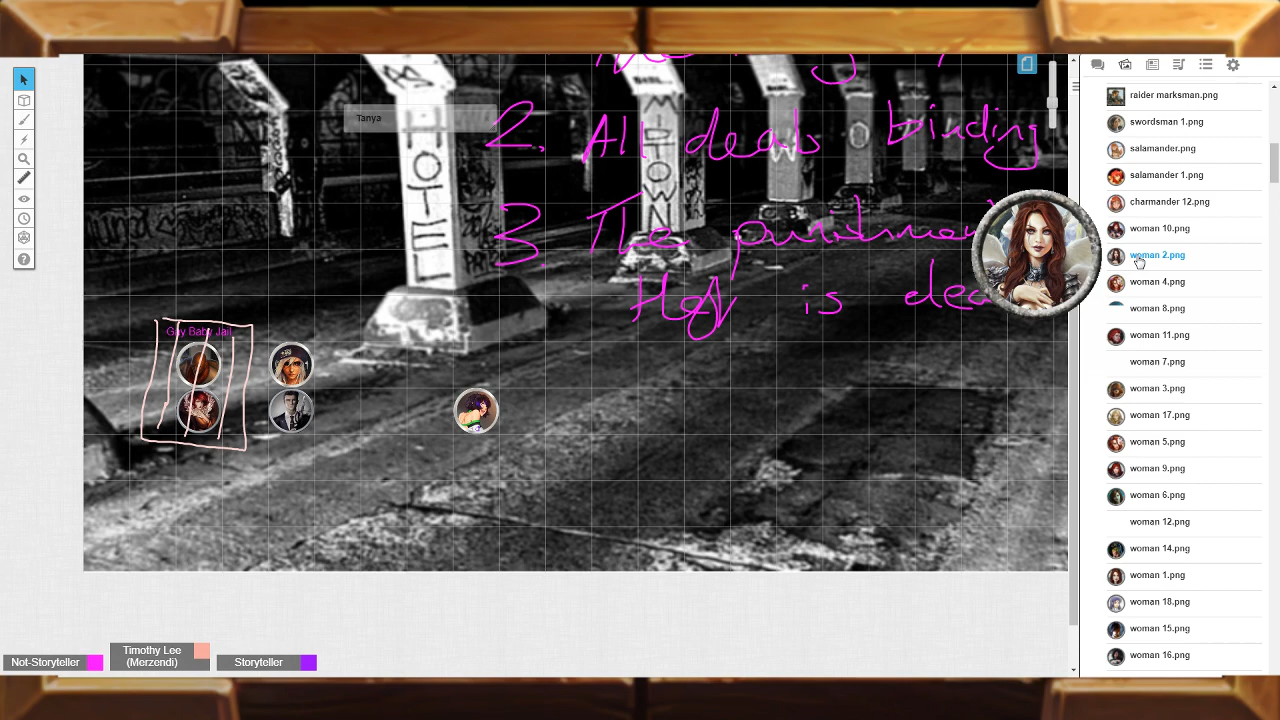 raider marksman.png
swordsman 1.png
salamander.png
salamander 1.png
charmander 12.png
woman 10.png
woman 2.png
woman 4.png
woman 8.png
woman 11.png
woman 7.png
woman 3.png
woman 17.png
woman 5.png
woman 9.png
woman 6.png
woman 12.png
woman 14.png
woman 1.png
woman 18.png
woman 15.png
woman 16.png
Tanya
2. All deals binding
3 The
is
HOTEL
MIDTOWN
Gay Baby Jail
Not-Storyteller
Timothy Lee
(Merzendi)
Storyteller